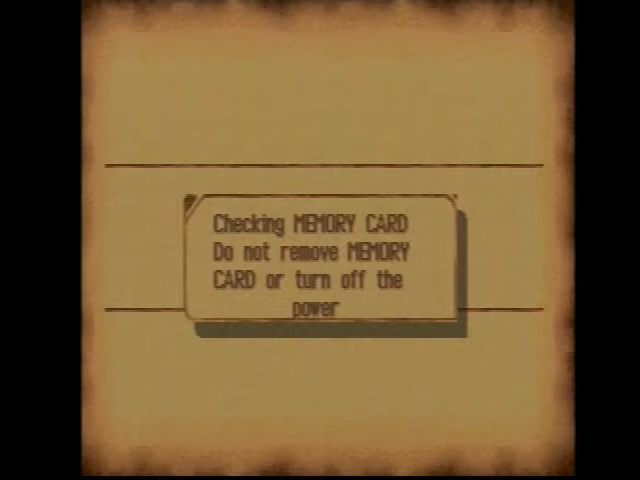 Checking MEMORY CARD
Do not remove MEMORY
CARD or turn off the
power